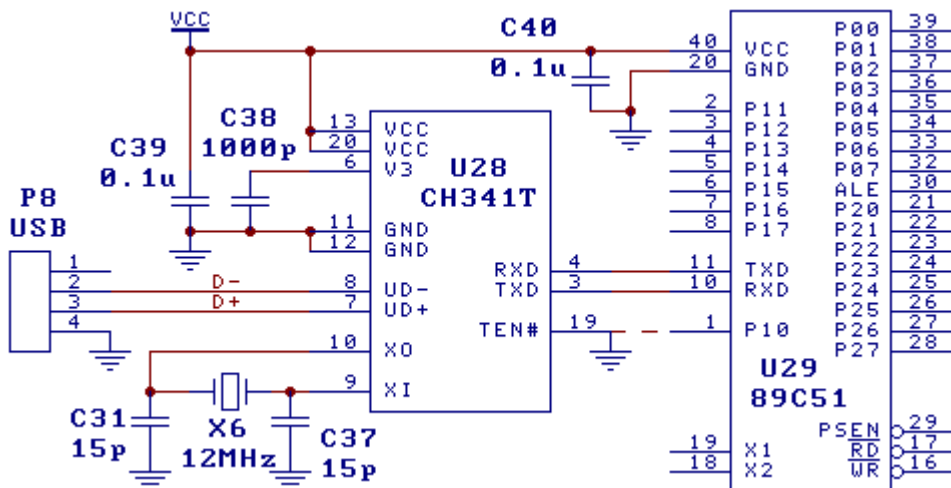 VCC
C40
0.1u
C39
0.1u
C38
1000p
P8
USB
1
2
3
4
D-
D+
13 VCC
20 VCC
6 V3
U28
CH341T
11 GND
12 GND
8 UD-
7 UD+
10 XO
9 XI
RXD 4
TXD 3
TEN# 19
C31
15p
X6
12MHz
C37
15p
40 VCC
20 GND
2 P11
3 P12
4 P13
5 P14
6 P15
7 P16
8 P17
11 TXD
10 RXD
1 P10
U29
89C51
19 X1
18 X2
P00 39
P01 38
P02 37
P03 36
P04 35
P05 34
P06 33
P07 32
ALE 30
P20 21
P21 22
P22 23
P23 24
P24 25
P25 26
P26 27
P27 28
PSEN 29
RD 17
WR 16